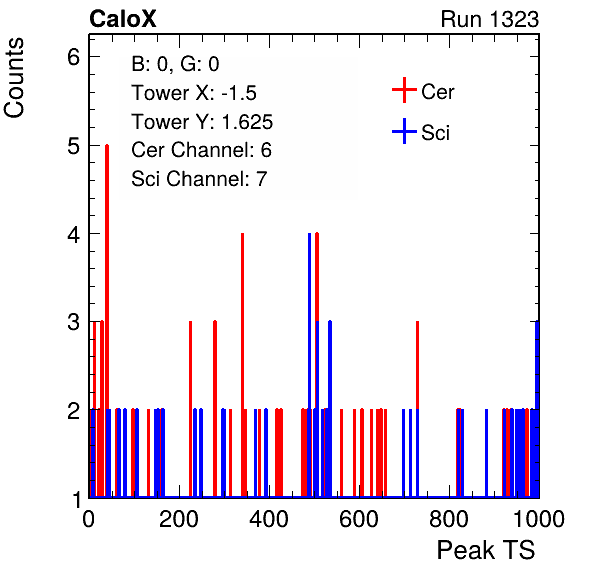 CaloX Run 1323
Counts
B: 0, G: 0
Tower X: -1.5
Tower Y: 1.625
Cer Channel: 6
Sci Channel: 7
Cer
Sci
6
5
4
3
2
1
0 200 400 600 800 1000
Peak TS